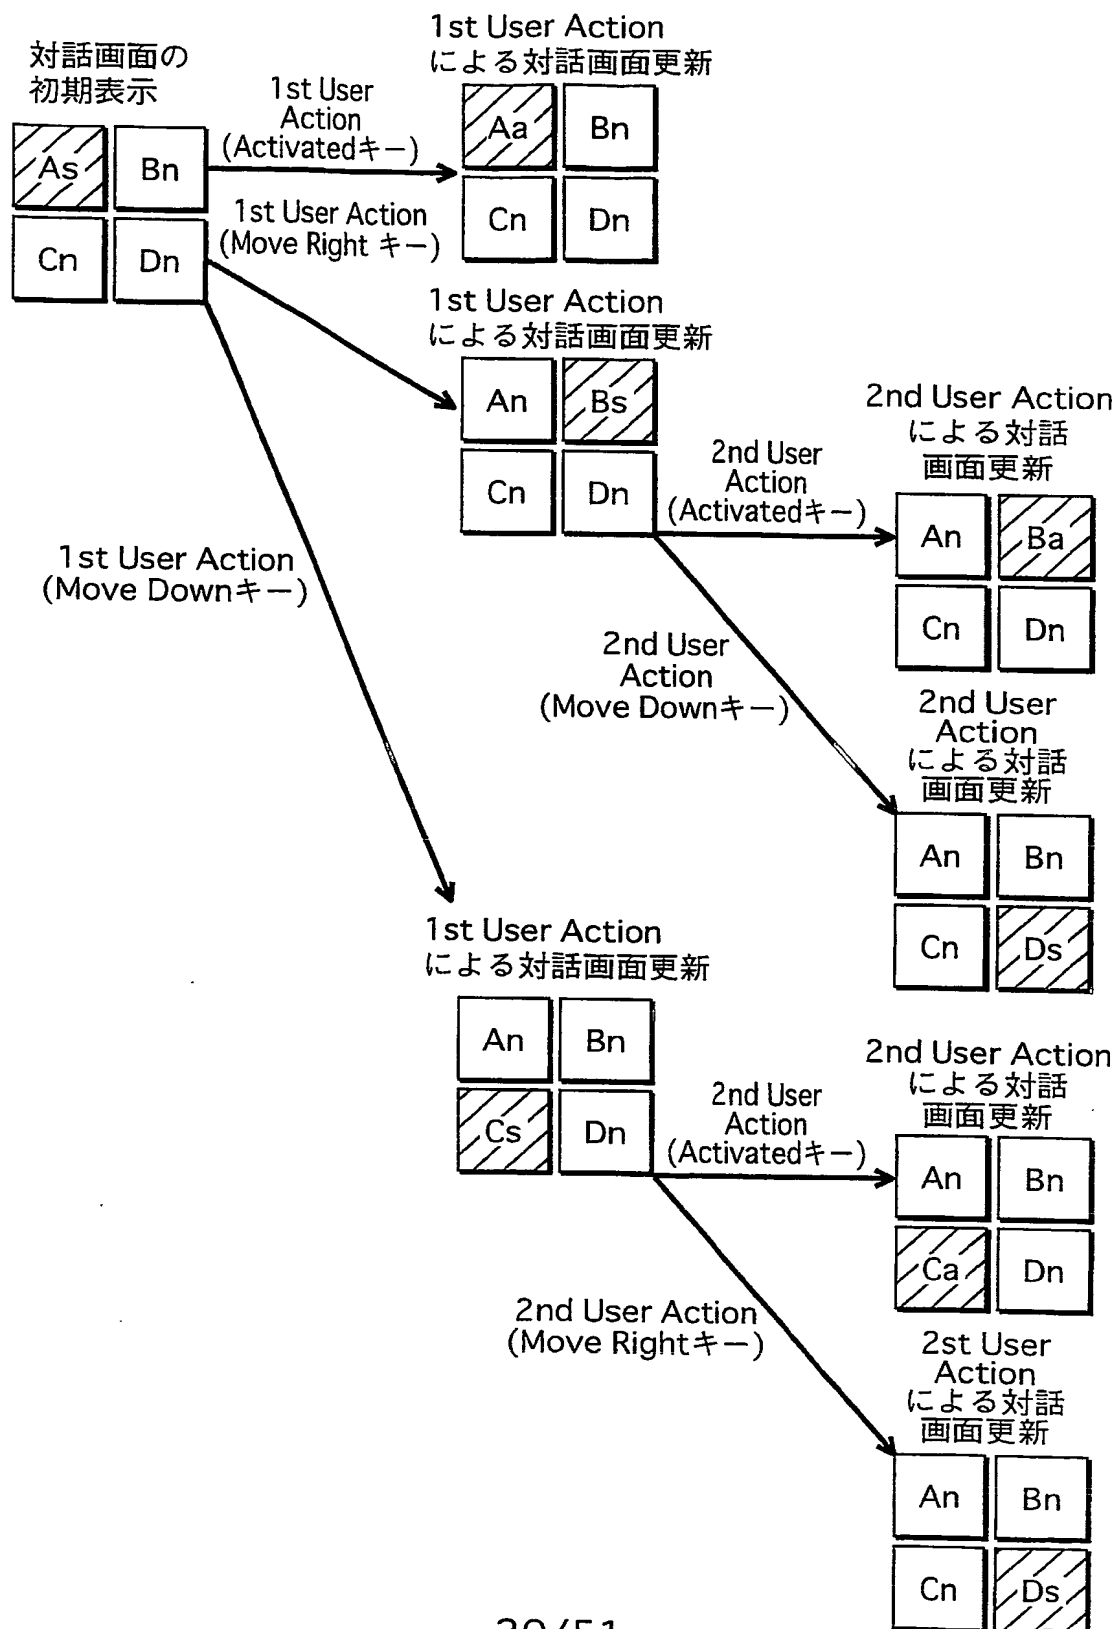 対話画面の
初期表示
As
Bn
Cn
Dn
1st User
Action
(Activatedキー)
1st User Action
による対話画面更新
Aa
Bn
Cn
Dn
1st User Action
(Move Right キー)
1st User Action
による対話画面更新
An
Bs
Cn
Dn
2nd User
Action
(Activatedキー)
2nd User Action
による対話
画面更新
An
Ba
Cn
Dn
1st User Action
(Move Downキー)
2nd User
Action
(Move Downキー)
2nd User
Action
による対話
画面更新
An
Bn
Cn
Ds
1st User Action
による対話画面更新
An
Bn
Cs
Dn
2nd User
Action
(Activatedキー)
2nd User Action
による対話
画面更新
An
Bn
Ca
Dn
2nd User Action
(Move Rightキー)
2st User
Action
による対話
画面更新
An
Bn
Cn
Ds